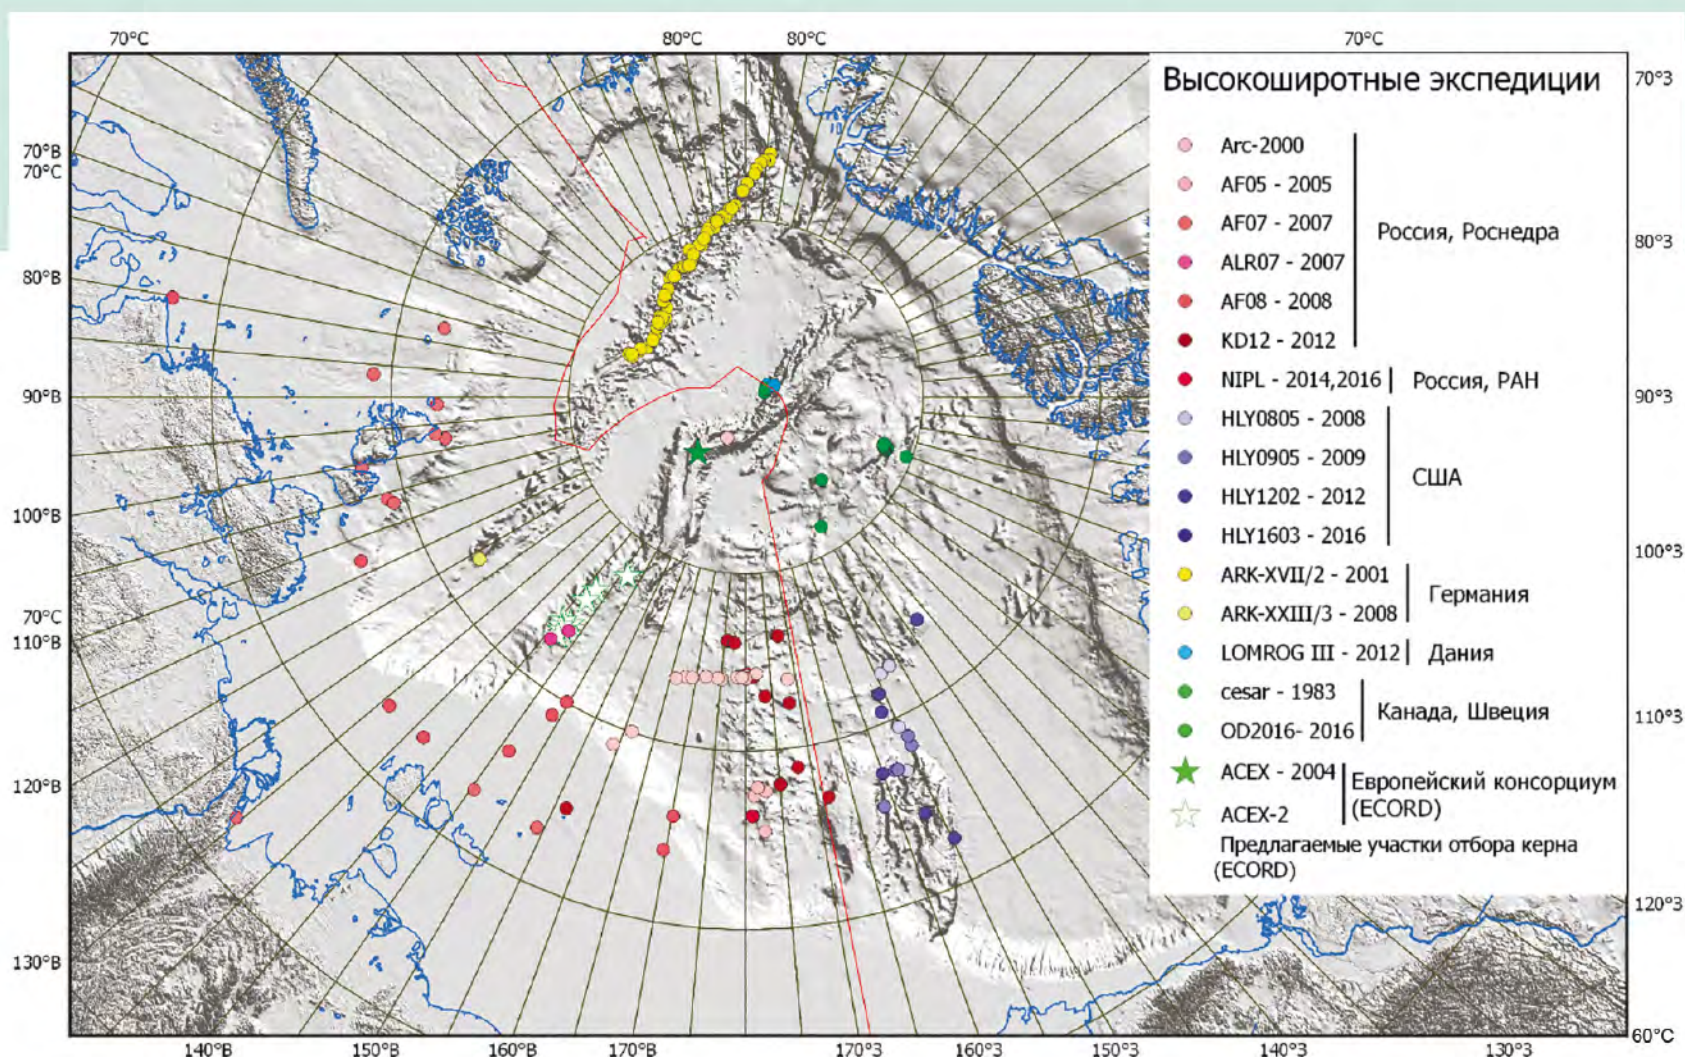 70°С 80°С 80°С 70°С
Высокоширотные экспедиции
Arc-2000
AF05 - 2005
AF07 - 2007
ALR07 - 2007
AF08 - 2008
KD12 - 2012
Россия, Роснедра
NIPL - 2014,2016
Россия, РАН
HLY0805 - 2008
HLY0905 - 2009
HLY1202 - 2012
HLY1603 - 2016
США
ARK-XVII/2 - 2001
ARK-XXIII/3 - 2008
Германия
LOMROG III - 2012
Дания
cesar - 1983
OD2016- 2016
Канада, Швеция
ACEX - 2004
ACEX-2
Европейский консорциум
(ECORD)
Предлагаемые участки отбора керна
(ECORD)
70°В
70°С
80°В
90°В
100°В
70°С
110°В
120°В
130°В
70°З
80°З
90°З
100°З
110°З
120°З
60°С
140°В 150°В 160°В 170°В 170°З 160°З 150°З 140°З 130°З